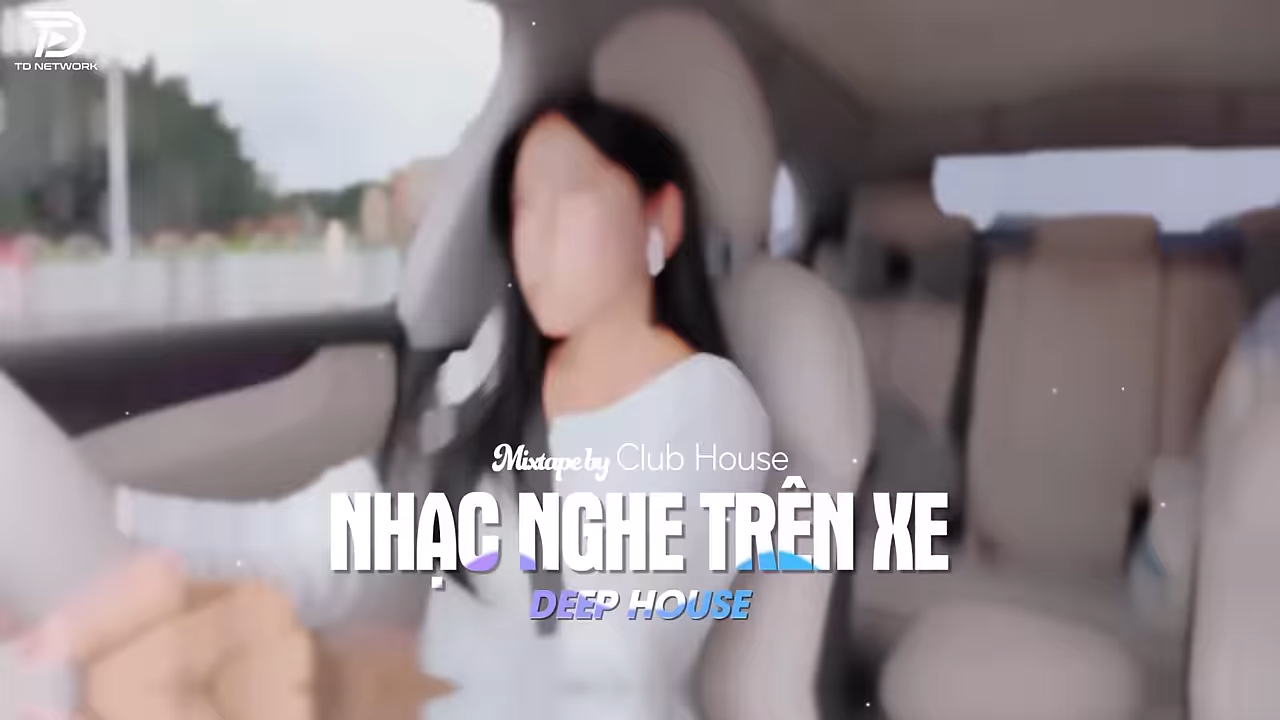 TD NETWORK
Mixtape by Club House
NHẠC NGHE TRÊN XE
DEEP HOUSE